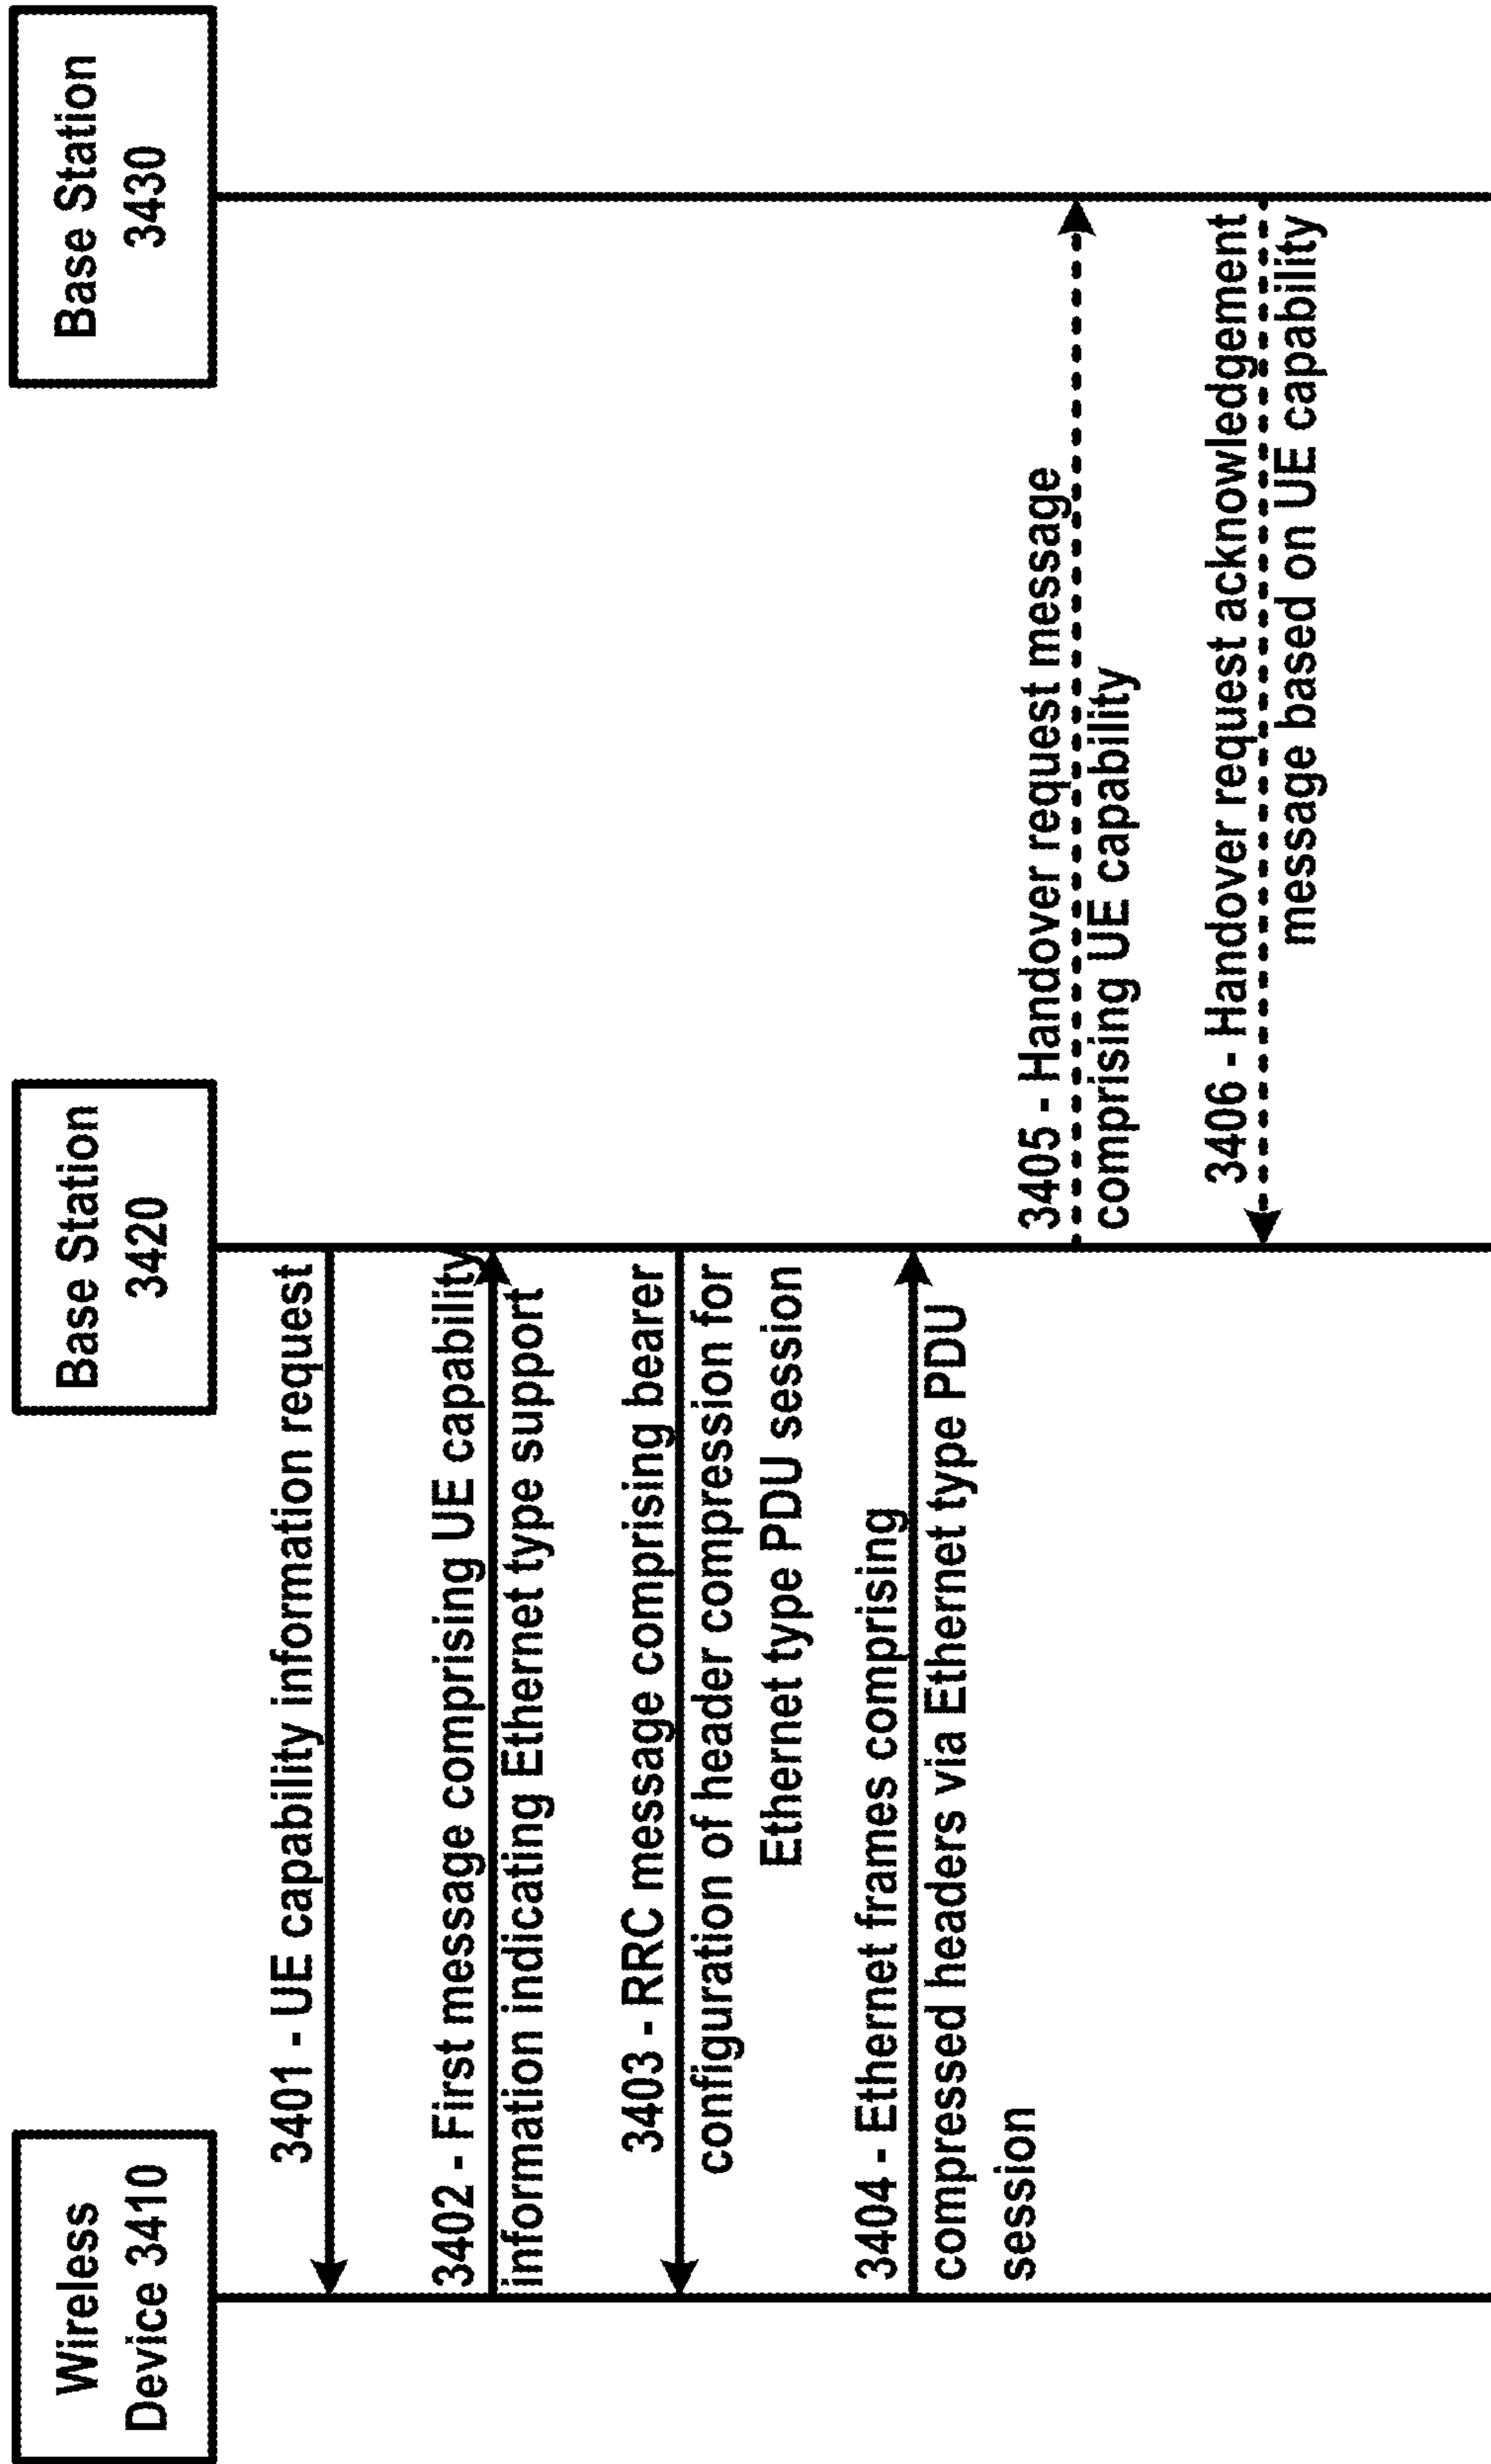 Wireless
Device 3410
Base Station
3420
Base Station
3430
3401 - UE capability information request
3402 - First message comprising UE capability
information indicating Ethernet type support
3403 - RRC message comprising bearer
configuration of header compression for
Ethernet type PDU session
3404 - Ethernet frames comprising
compressed headers via Ethernet type PDU
session
3405 - Handover request message
comprising UE capability
3406 - Handover request acknowledgement
message based on UE capability